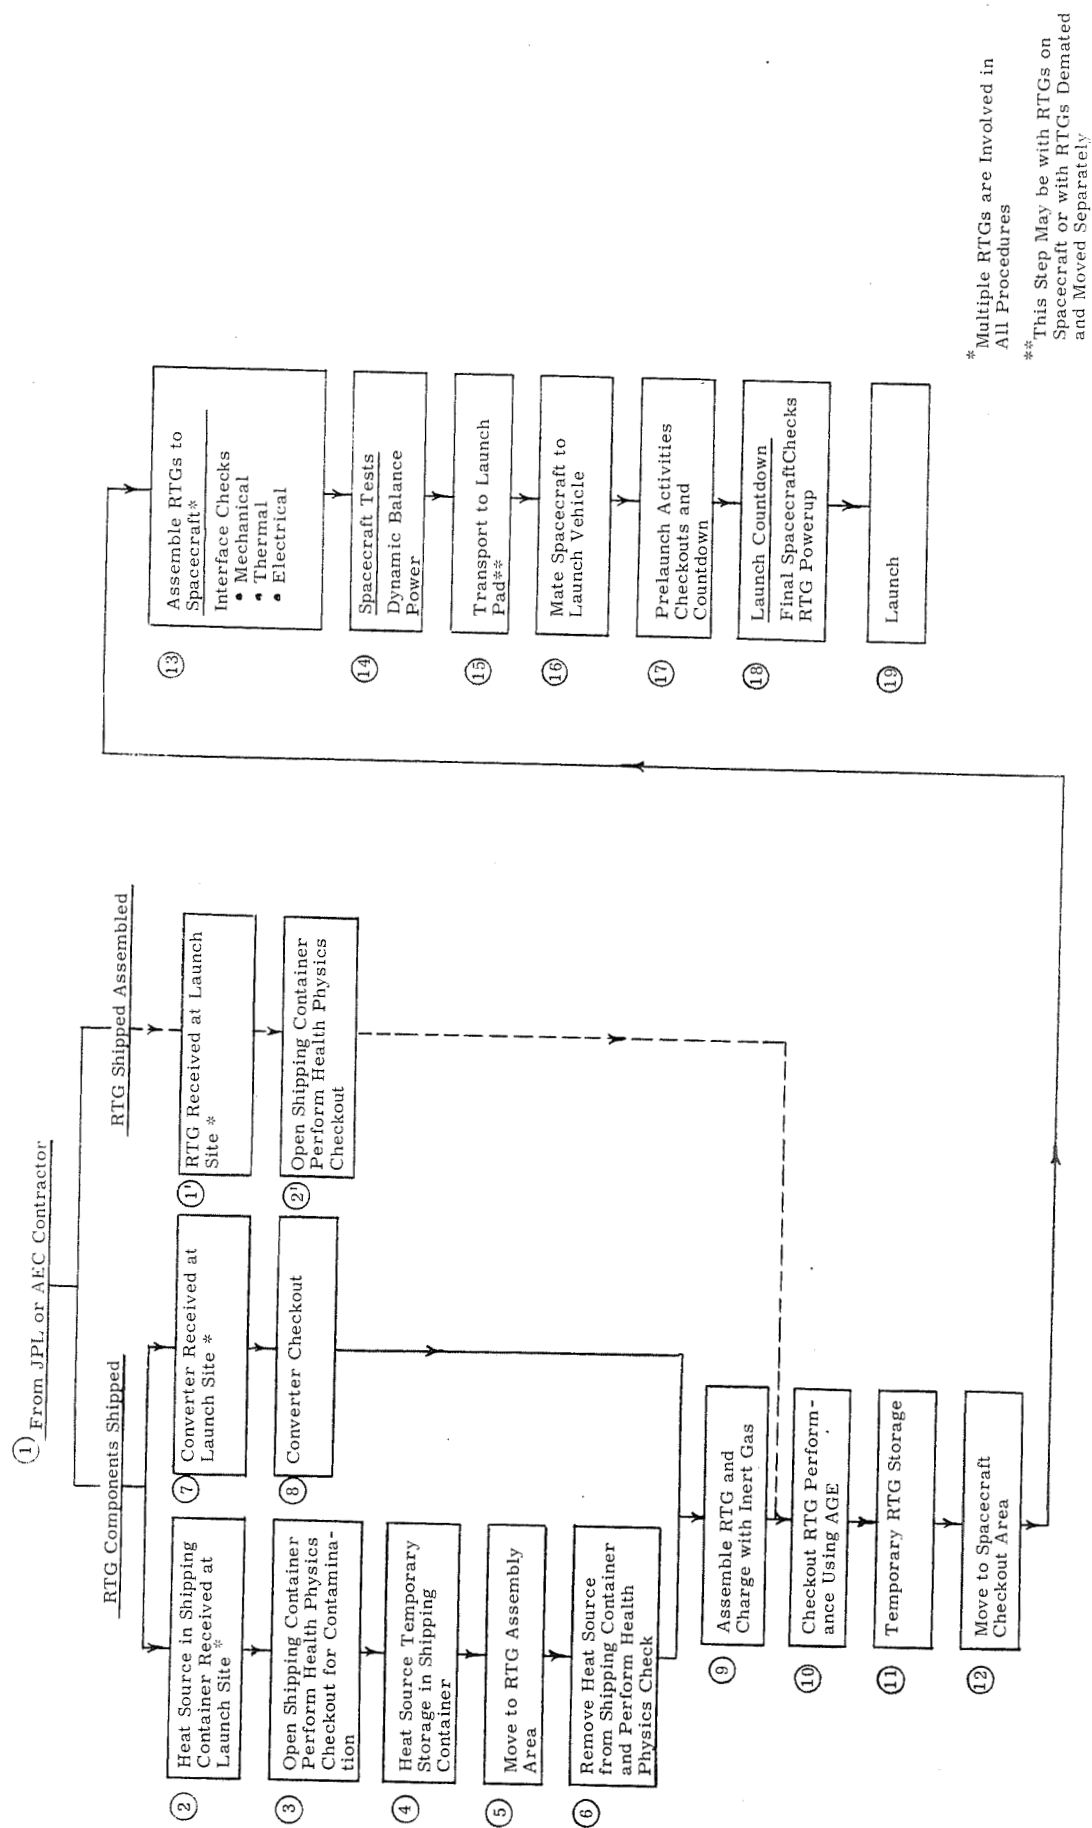 ① From JPL or AEC Contractor
RTG Components Shipped
RTG Shipped Assembled
② Heat Source in Shipping
Container Received at
Launch Site *
③ Open Shipping Container
Perform Health Physics
Checkout for Contamina-
tion
④ Heat Source Temporary
Storage in Shipping
Container
⑤ Move to RTG Assembly
Area
⑥ Remove Heat Source
from Shipping Container
and Perform Health
Physics Check
⑦ Converter Received at
Launch Site *
⑧ Converter Checkout
1' RTG Received at Launch
Site *
2' Open Shipping Container
Perform Health Physics
Checkout
⑨ Assemble RTG and
Charge with Inert Gas
⑩ Checkout RTG Perform-
ance Using AGE
⑪ Temporary RTG Storage
⑫ Move to Spacecraft
Checkout Area
⑬ Assemble RTGs to
Spacecraft*
Interface Checks
• Mechanical
• Thermal
• Electrical
⑭ Spacecraft Tests
Dynamic Balance
Power
⑮ Transport to Launch
Pad**
⑯ Mate Spacecraft to
Launch Vehicle
⑰ Prelaunch Activities
Checkouts and
Countdown
⑱ Launch Countdown
Final SpacecraftChecks
RTG Powerup
⑲ Launch
*Multiple RTGs are Involved in
All Procedures
**This Step May be with RTGs on
Spacecraft or with RTGs Demated
and Moved Separately